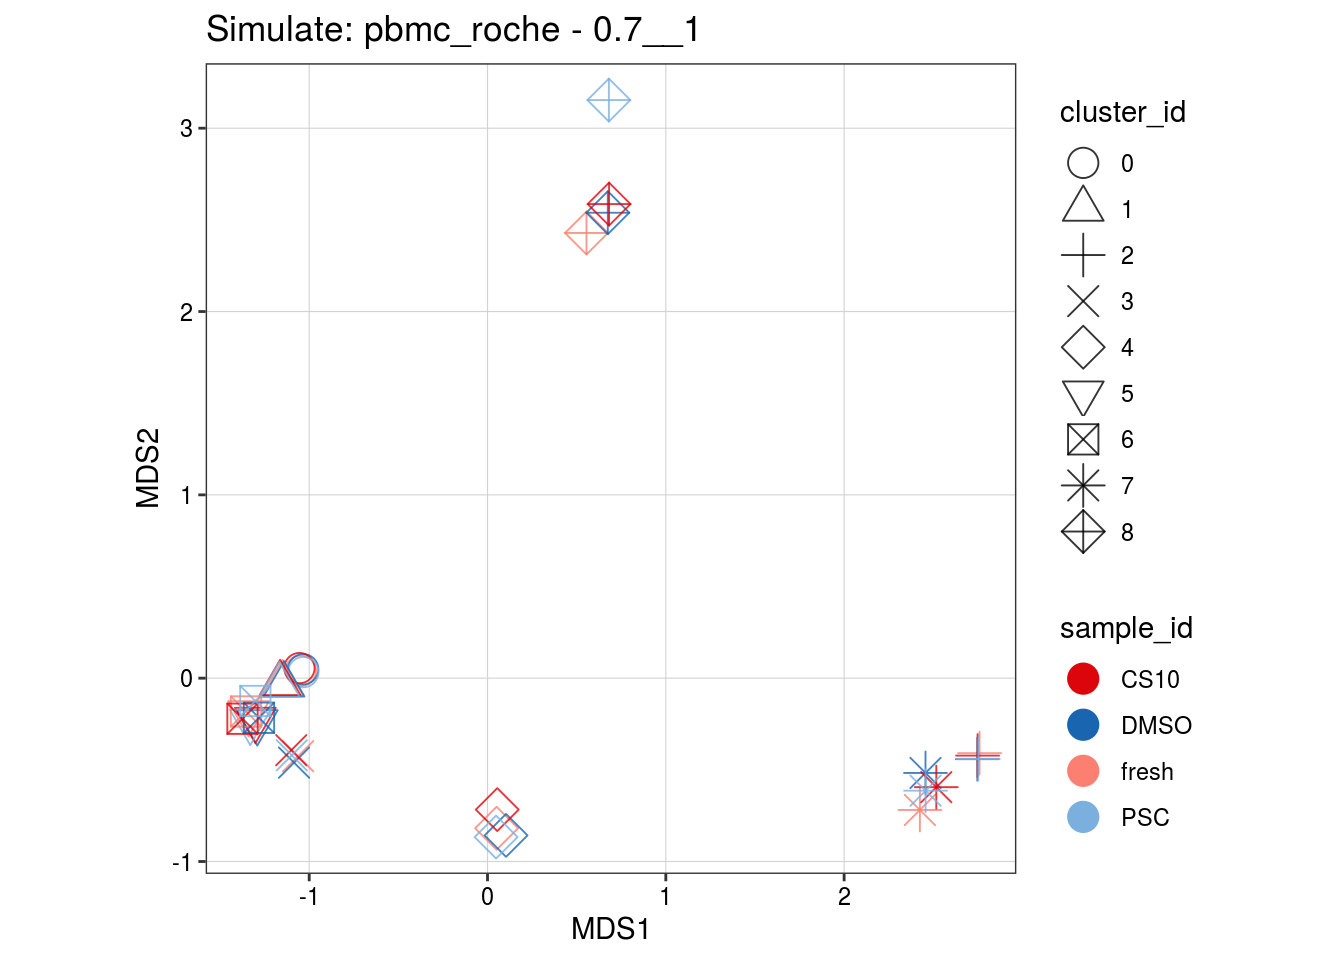 Simulate: pbmc_roche - 0.7__1
3
2
1
0
-1
MDS2
-1
0
1
2
MDS1
cluster_id
0
1
2
3
4
5
6
7
8
sample_id
CS10
DMSO
fresh
PSC